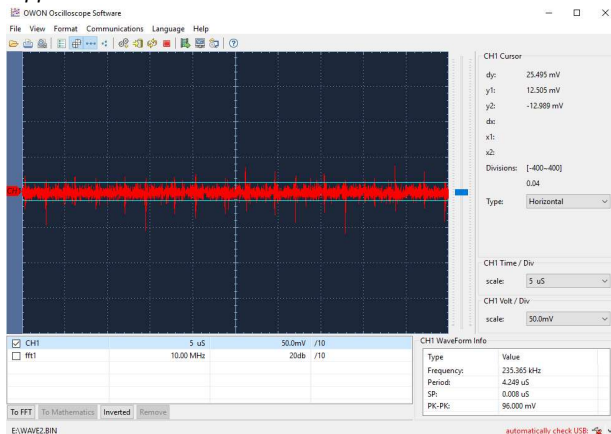 OWON Oscilloscope Software
File View Format Communications Language Help
CH1 Cursor
dy: 25.495 mV
y1: 12.505 mV
y2: -12.989 mV
dx:
x1:
x2:
Divisions: [-400~400]
0.04
Type: Horizontal
CH1 Time / Div
scale: 5 uS
CH1 Volt / Div
scale: 50.0mV
CH1 5 uS 50.0mV /10
fft1 10.00 MHz 20db /10
CH1 WaveForm Info
Type Value
Frequency: 235.365 kHz
Period: 4.249 uS
SP: 0.008 uS
PK-PK: 96.000 mV
To FFT To Mathematics Inverted Remove
E:\WAVE2.BIN
automatically check USB: